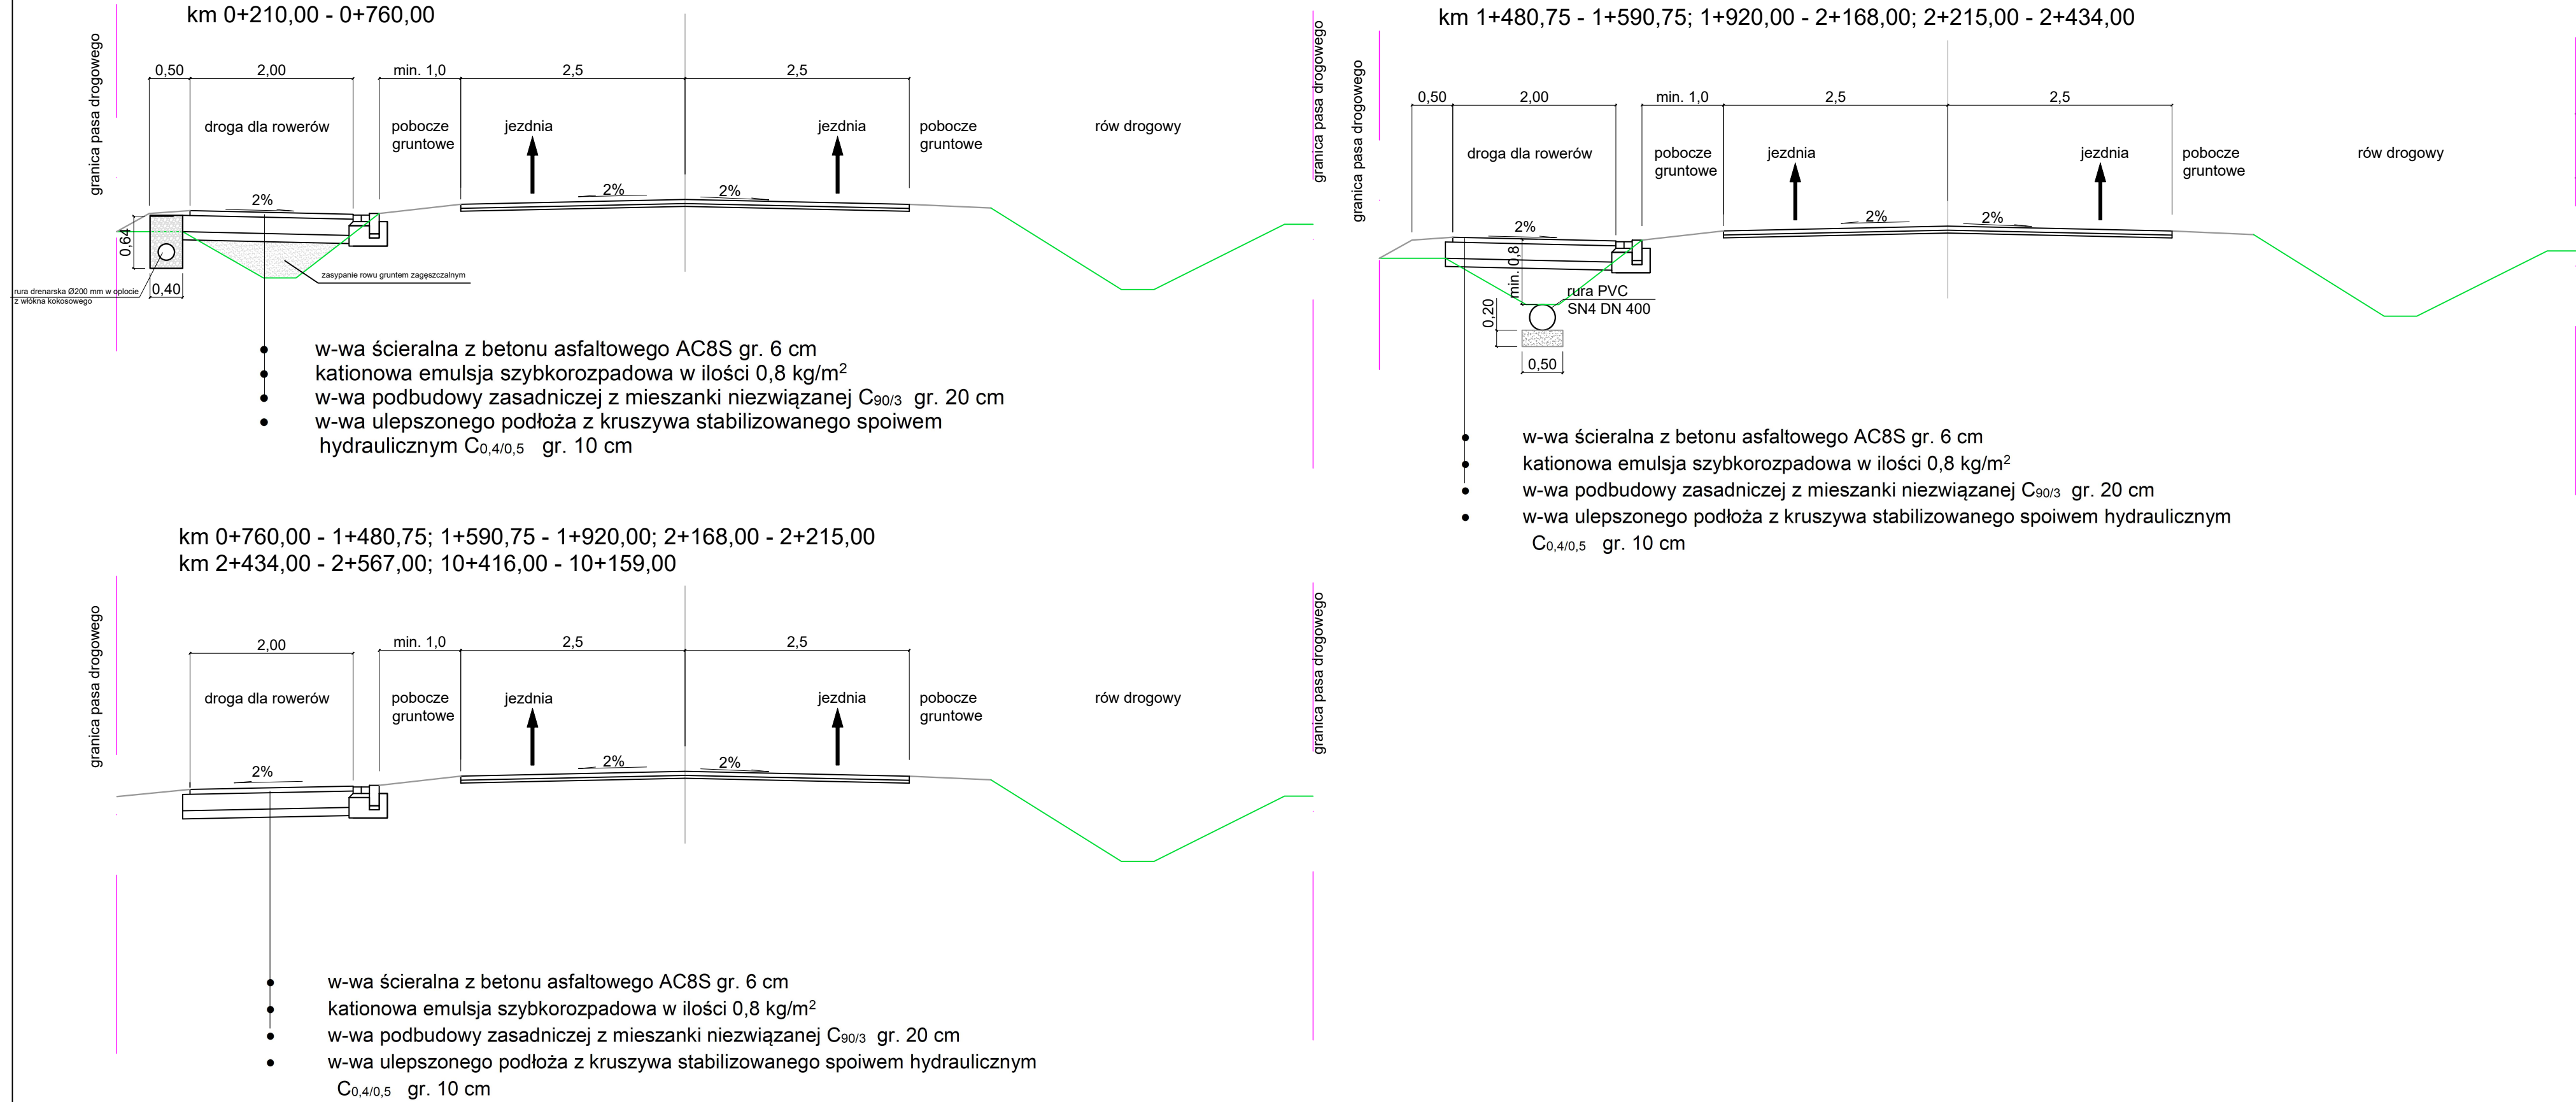 km 0+210,00 - 0+760,00
granica pasa drogowego
0,50
2,00
min. 1,0
2,5
2,5
droga dla rowerów
pobocze
gruntowe
jezdnia
jezdnia
pobocze
gruntowe
rów drogowy
granica pasa drogowego
2%
2%
2%
0,64
0,40
rura drenarska Ø200 mm w oplocie
z włókna kokosowego
zasypanie rowu gruntem zagęszczalnym
w-wa ścieralna z betonu asfaltowego AC8S gr. 6 cm
kationowa emulsja szybkorozpadowa w ilości 0,8 kg/m²
w-wa podbudowy zasadniczej z mieszanki niezwiązanej C90/3 gr. 20 cm
w-wa ulepszonego podłoża z kruszywa stabilizowanego spoiwem
hydraulicznym C0,4/0,5 gr. 10 cm
km 1+480,75 - 1+590,75; 1+920,00 - 2+168,00; 2+215,00 - 2+434,00
granica pasa drogowego
0,50
2,00
min. 1,0
2,5
2,5
droga dla rowerów
pobocze
gruntowe
jezdnia
jezdnia
pobocze
gruntowe
rów drogowy
2%
2%
2%
min. 0,8
rura PVC
SN4 DN 400
0,20
0,50
w-wa ścieralna z betonu asfaltowego AC8S gr. 6 cm
kationowa emulsja szybkorozpadowa w ilości 0,8 kg/m²
w-wa podbudowy zasadniczej z mieszanki niezwiązanej C90/3 gr. 20 cm
w-wa ulepszonego podłoża z kruszywa stabilizowanego spoiwem hydraulicznym
C0,4/0,5 gr. 10 cm
km 0+760,00 - 1+480,75; 1+590,75 - 1+920,00; 2+168,00 - 2+215,00
km 2+434,00 - 2+567,00; 10+416,00 - 10+159,00
granica pasa drogowego
2,00
min. 1,0
2,5
2,5
droga dla rowerów
pobocze
gruntowe
jezdnia
jezdnia
pobocze
gruntowe
rów drogowy
granica pasa drogowego
2%
2%
2%
w-wa ścieralna z betonu asfaltowego AC8S gr. 6 cm
kationowa emulsja szybkorozpadowa w ilości 0,8 kg/m²
w-wa podbudowy zasadniczej z mieszanki niezwiązanej C90/3 gr. 20 cm
w-wa ulepszonego podłoża z kruszywa stabilizowanego spoiwem hydraulicznym
C0,4/0,5 gr. 10 cm